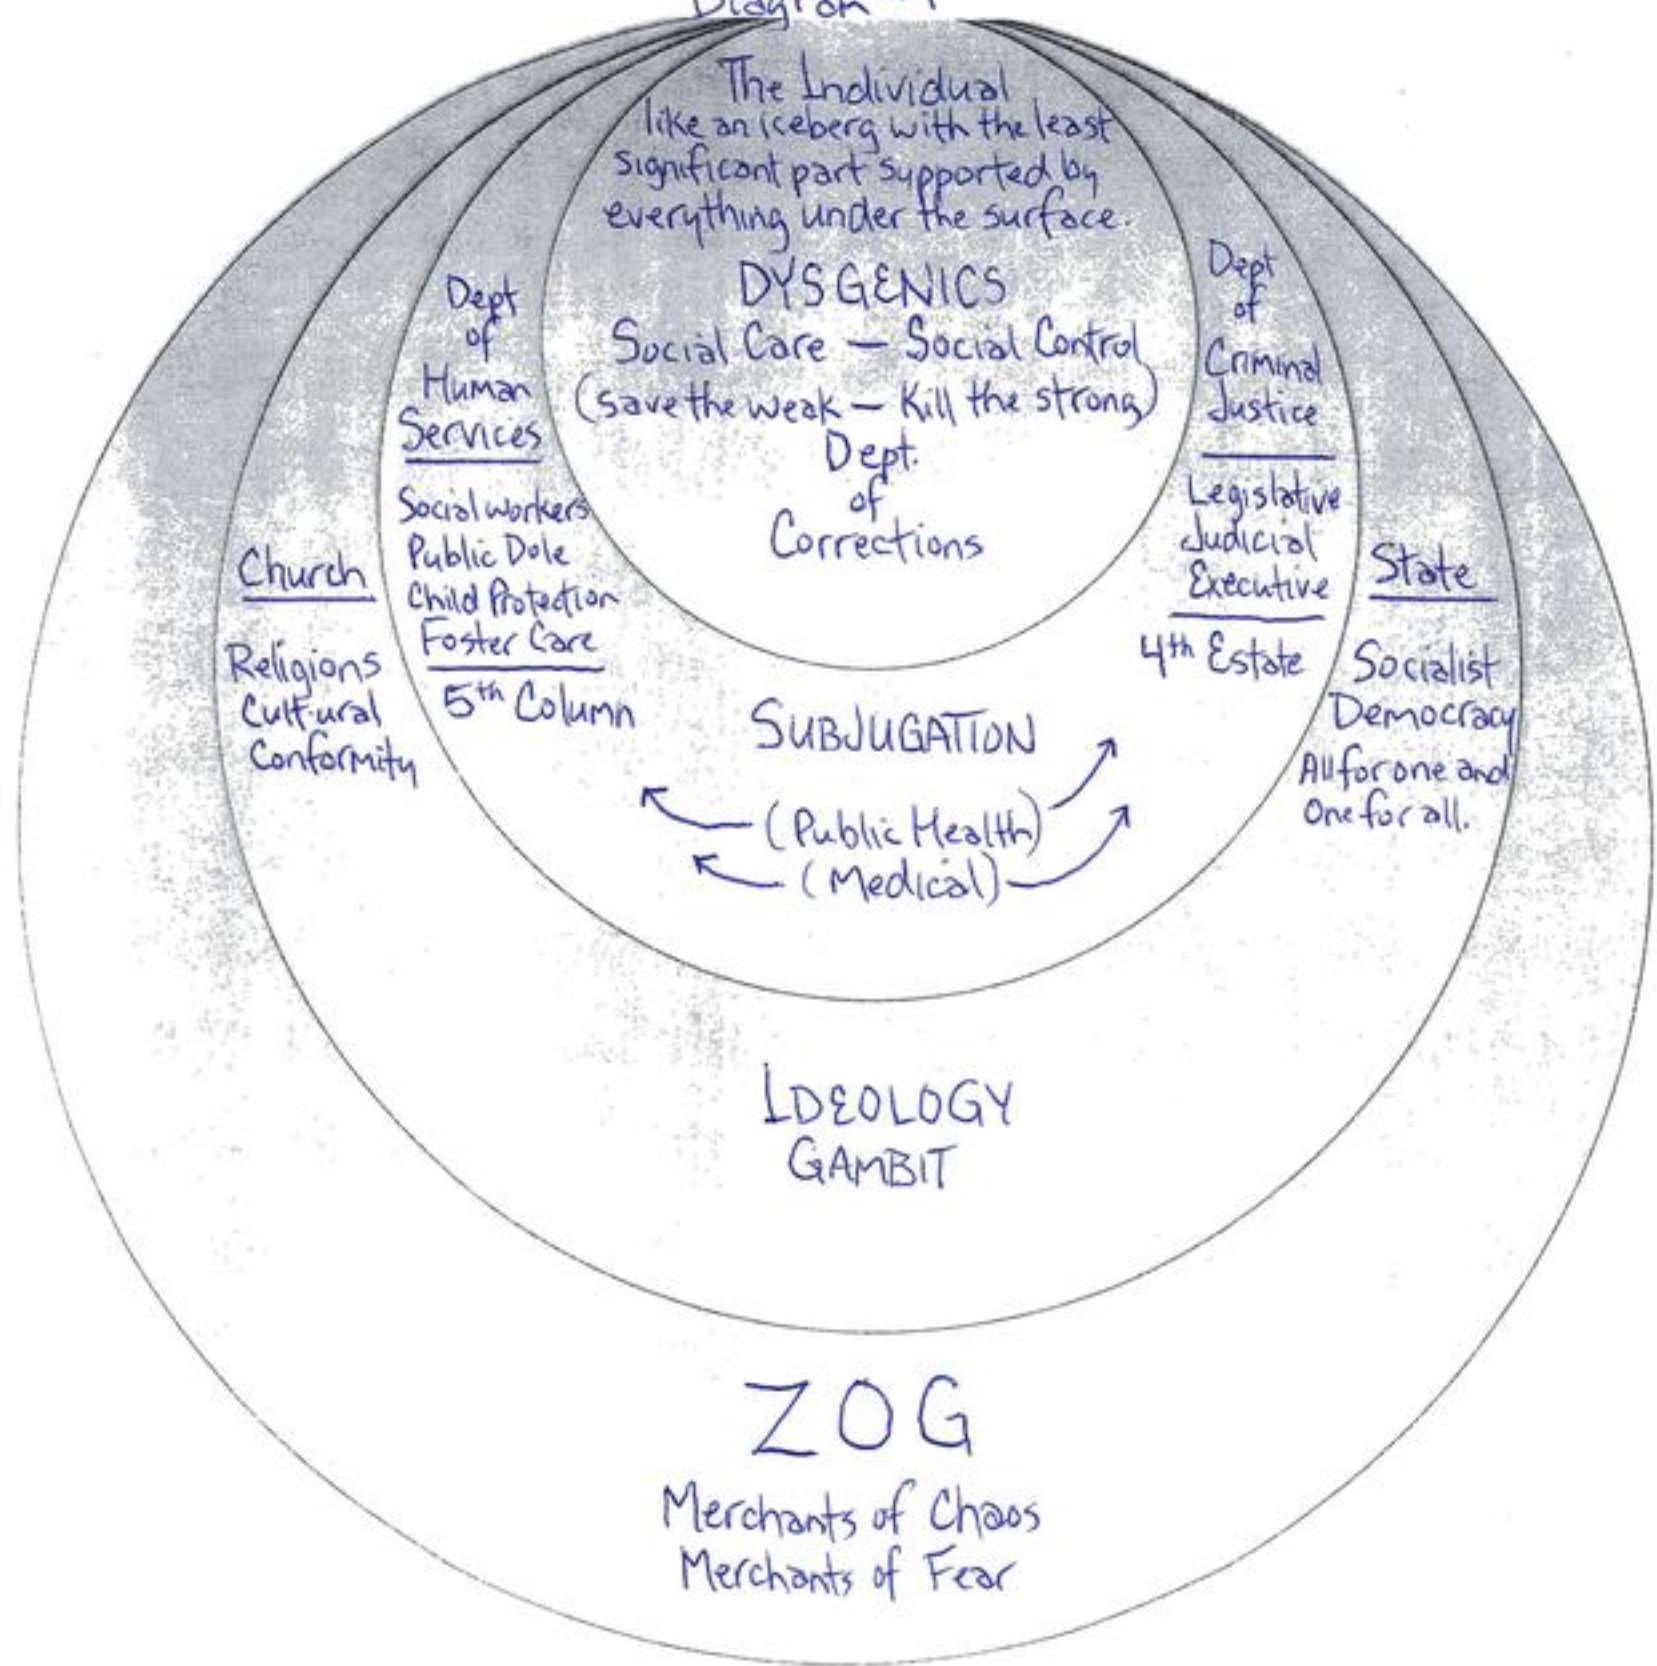 Diagram
The Individual
like an iceberg with the least
significant part supported by
everything under the surface.
DYSGENICS
Social Care — Social Control
(save the weak — Kill the strong)
Dept.
of
Corrections
Dept
of
Human
Services
Social workers
Public Dole
Child Protection
Foster Care
5th Column
Dept
of
Criminal
Justice
Legislative
Judicial
Executive
4th Estate
SUBJUGATION
(Public Health)
(Medical)
Church
Religions
Cultural
Conformity
State
Socialist
Democracy
All for one and
One for all.
IDEOLOGY
GAMBIT
ZOG
Merchants of Chaos
Merchants of Fear